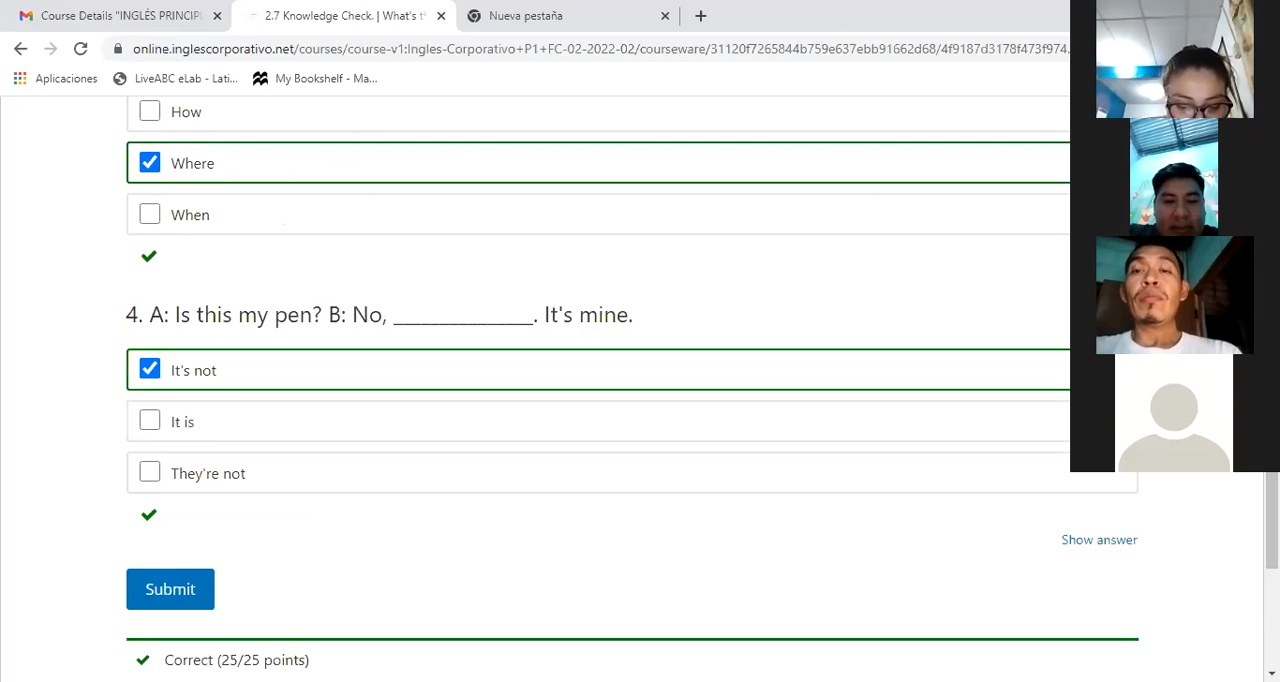 Course Details "INGLÉS PRINCIPI
2.7 Knowledge Check. | What's t
Nueva pestaña
online.inglescorporativo.net/courses/course-v1:Ingles-Corporativo+P1+FC-02-2022-02/courseware/31120f7265844b759e637ebb91662d68/4f9187d3178f473f974.
Aplicaciones
LiveABC eLab - Lati...
My Bookshelf - Ma...
How
Where
When
4. A: Is this my pen? B: No, _______________. It's mine.
It's not
It is
They're not
Show answer
Submit
Correct (25/25 points)